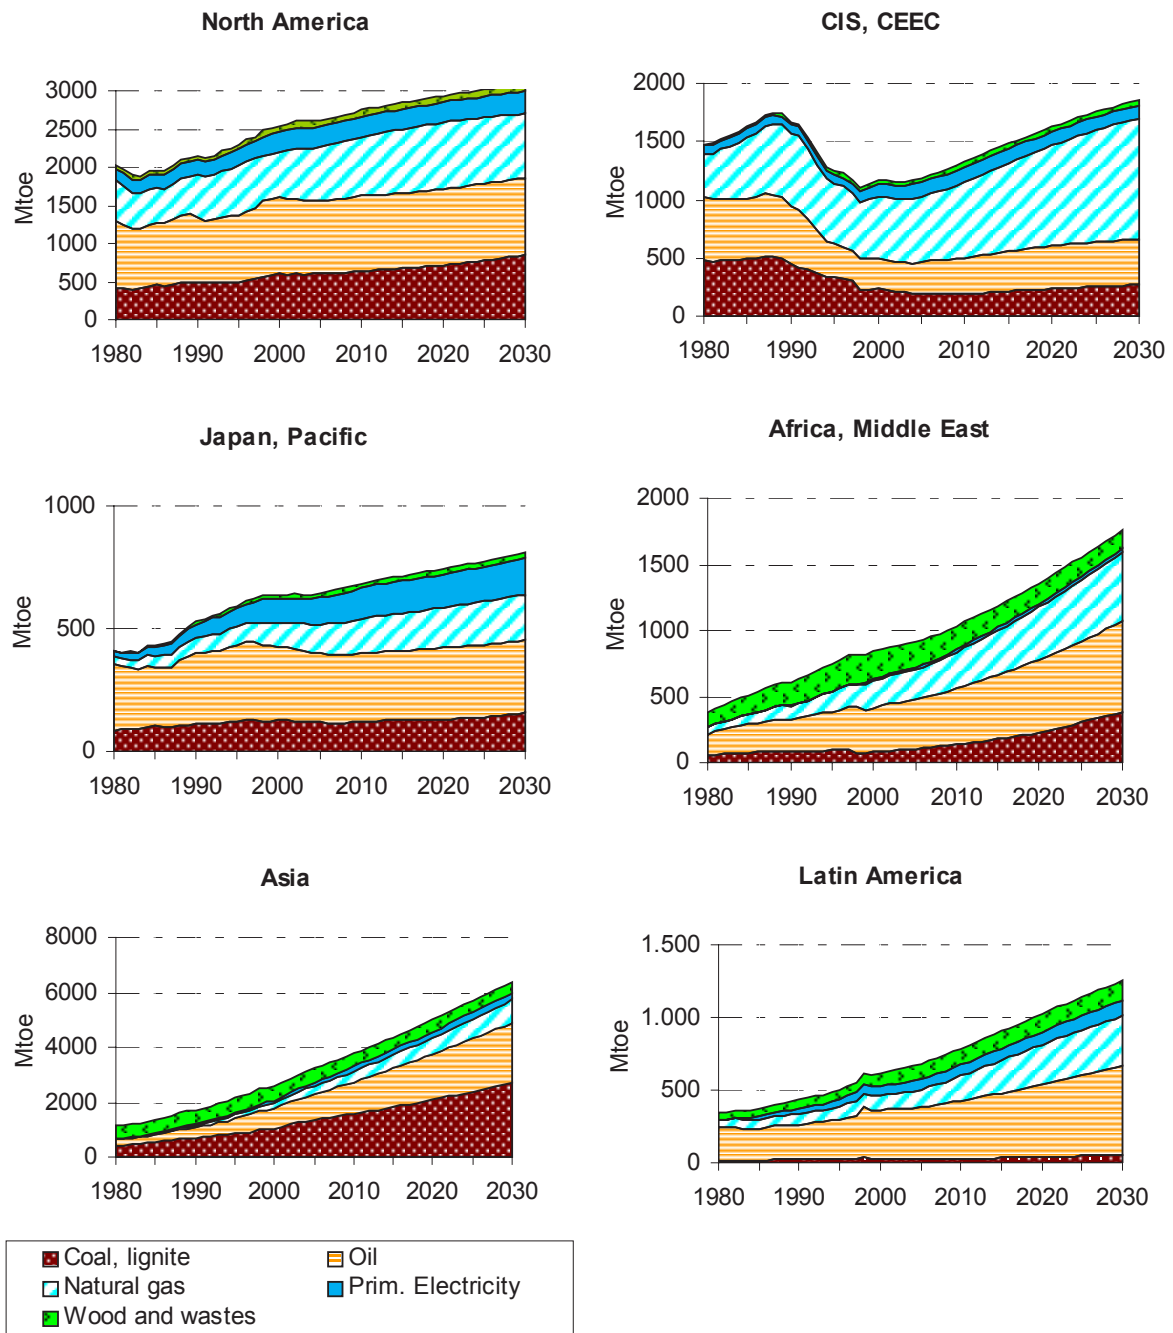 North America
Mtoe
3000
2500
2000
1500
1000
500
0
1980 1990 2000 2010 2020 2030
CIS, CEEC
Mtoe
2000
1500
1000
500
0
1980 1990 2000 2010 2020 2030
Japan, Pacific
Mtoe
1000
500
0
1980 1990 2000 2010 2020 2030
Africa, Middle East
Mtoe
2000
1500
1000
500
0
1980 1990 2000 2010 2020 2030
Asia
Mtoe
8000
6000
4000
2000
0
1980 1990 2000 2010 2020 2030
Latin America
Mtoe
1.500
1.000
500
0
1980 1990 2000 2010 2020 2030
Coal, lignite Oil
Natural gas Prim. Electricity
Wood and wastes